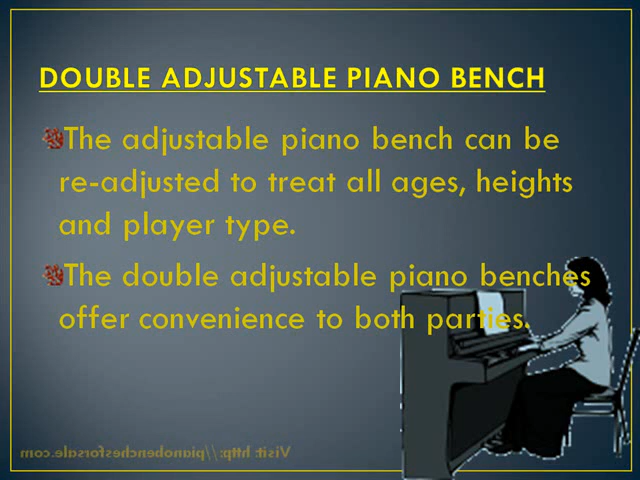 DOUBLE ADJUSTABLE PIANO BENCH
The adjustable piano bench can be
re-adjusted to treat all ages, heights
and player type.
The double adjustable piano benches
offer convenience to both parties.
Visit: http:\\pianobenchesforsale.com